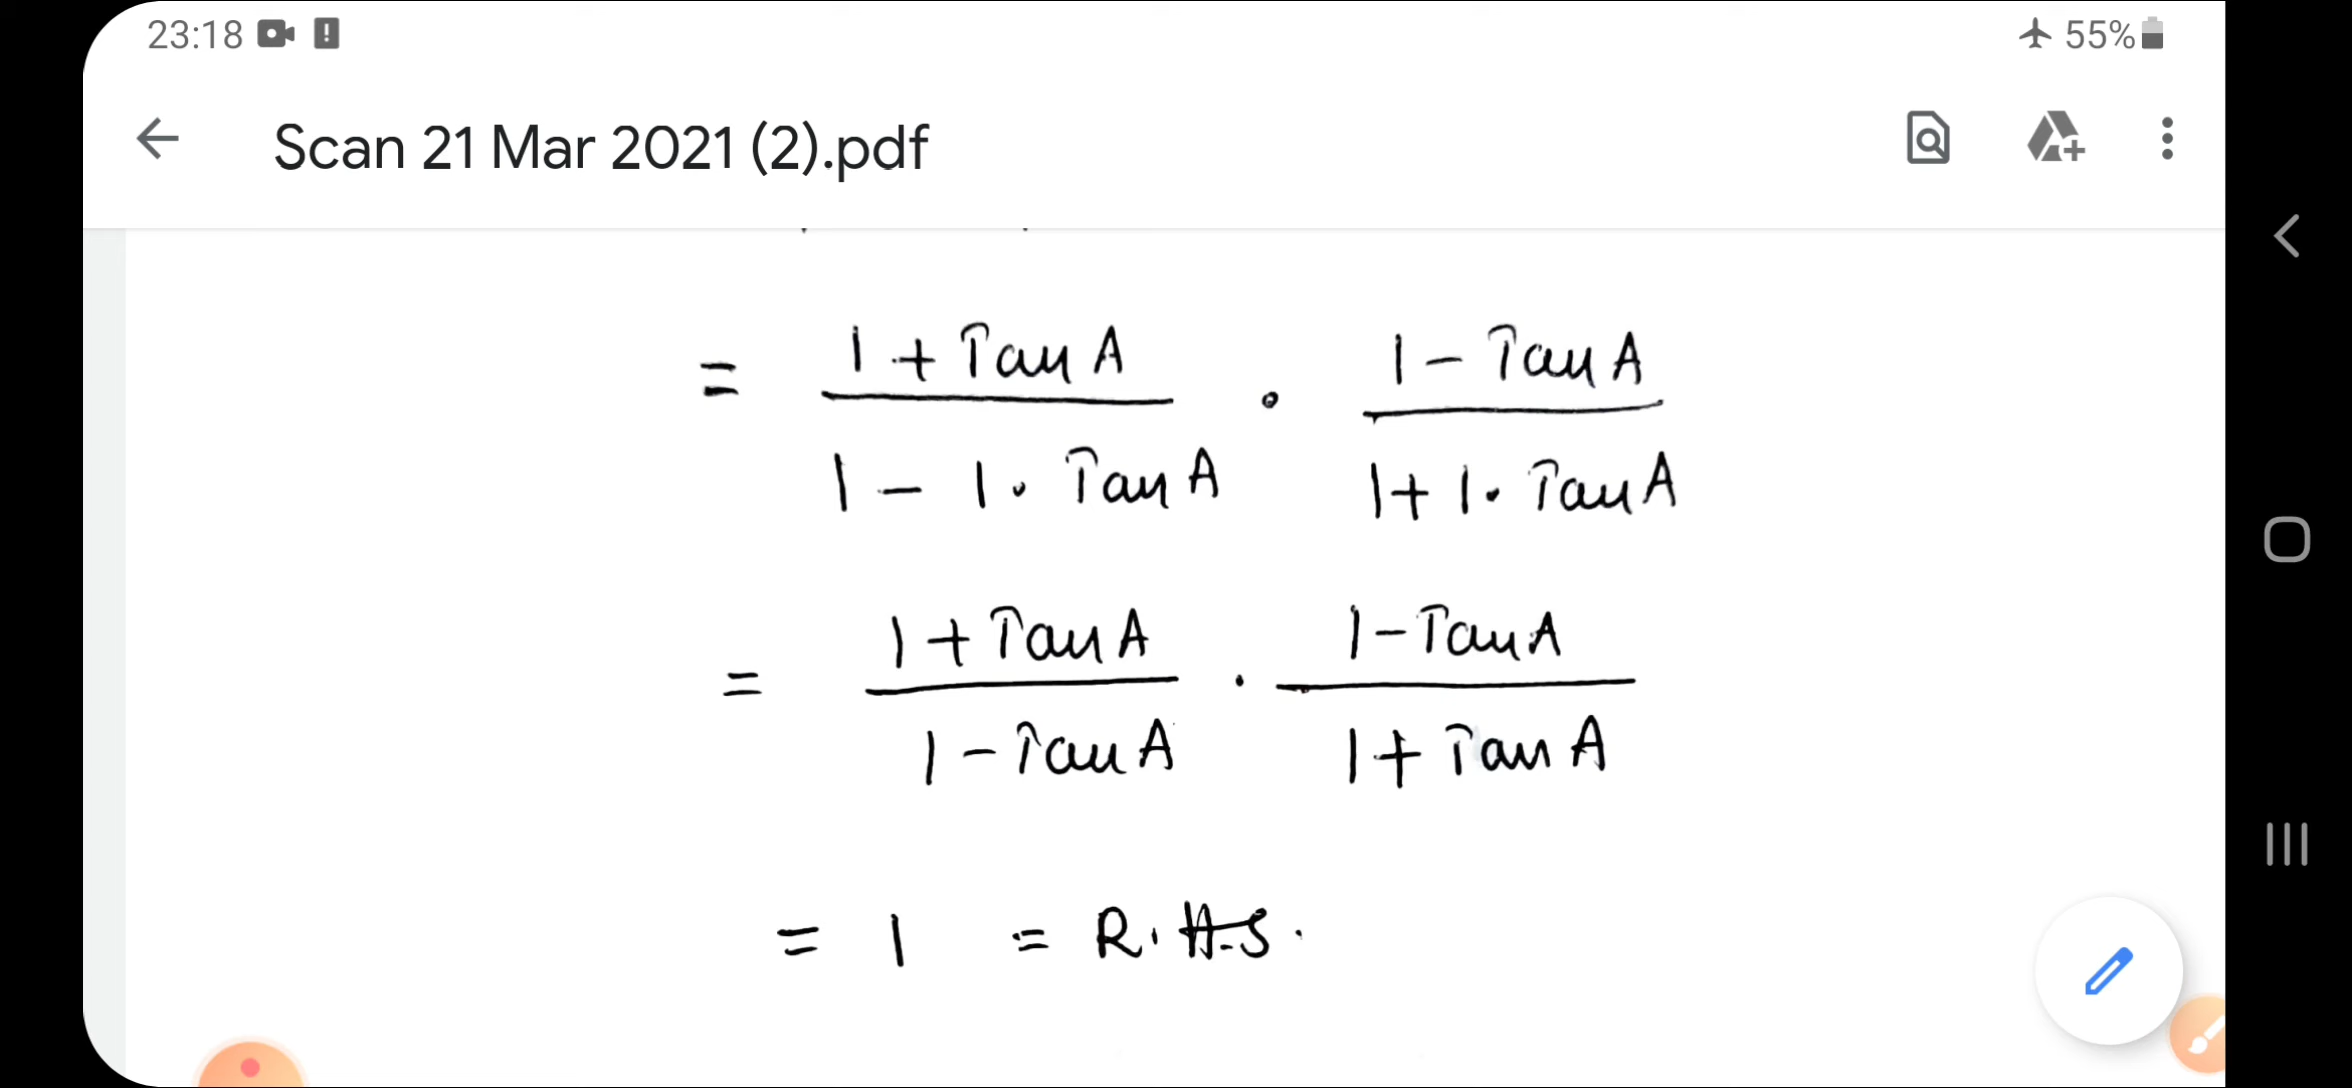 23:18
55%
Scan 21 Mar 2021 (2).pdf
= (1 + Tan A)/(1 - 1. Tan A) . (1 - Tan A)/(1 + 1. Tan A)
= (1 + Tan A)/(1 - Tan A) . (1 - Tan A)/(1 + Tan A)
= 1 = R.H.S.